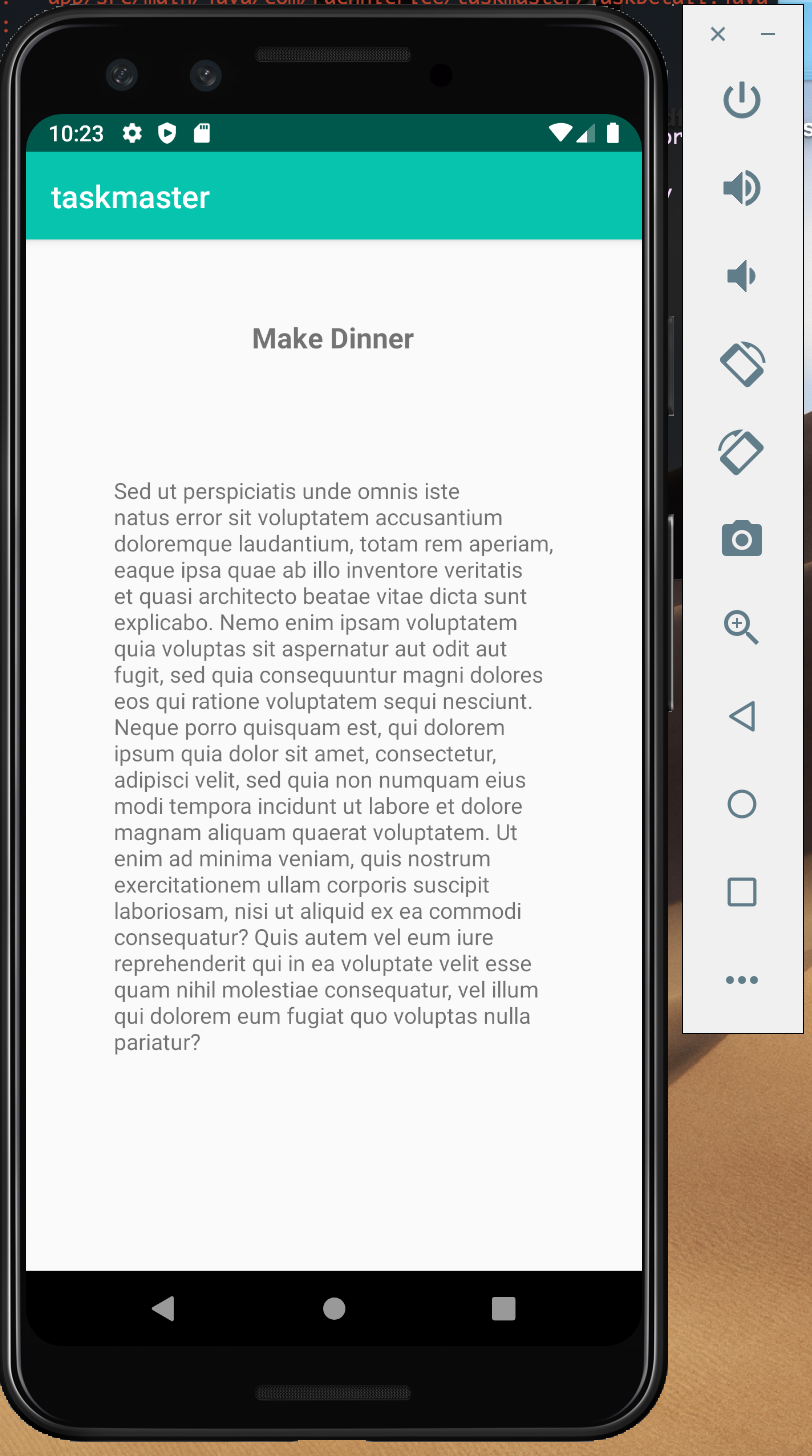 app/src/main/java/com/
10:23
taskmaster
Make Dinner
Sed ut perspiciatis unde omnis iste
natus error sit voluptatem accusantium
doloremque laudantium, totam rem aperiam,
eaque ipsa quae ab illo inventore veritatis
et quasi architecto beatae vitae dicta sunt
explicabo. Nemo enim ipsam voluptatem
quia voluptas sit aspernatur aut odit aut
fugit, sed quia consequuntur magni dolores
eos qui ratione voluptatem sequi nesciunt.
Neque porro quisquam est, qui dolorem
ipsum quia dolor sit amet, consectetur,
adipisci velit, sed quia non numquam eius
modi tempora incidunt ut labore et dolore
magnam aliquam quaerat voluptatem. Ut
enim ad minima veniam, quis nostrum
exercitationem ullam corporis suscipit
laboriosam, nisi ut aliquid ex ea commodi
consequatur? Quis autem vel eum iure
reprehenderit qui in ea voluptate velit esse
quam nihil molestiae consequatur, vel illum
qui dolorem eum fugiat quo voluptas nulla
pariatur?